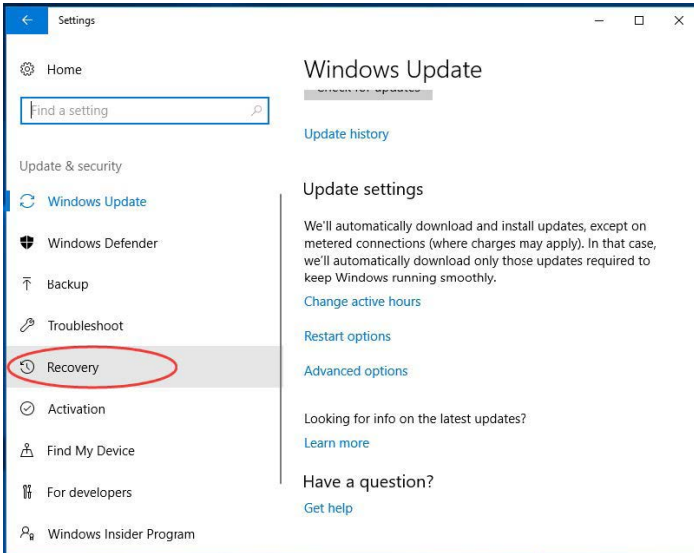 Settings
Home
Find a setting
Update & security
Windows Update
Windows Defender
Backup
Troubleshoot
Recovery
Activation
Find My Device
For developers
Windows Insider Program
Windows Update
Check for updates
Update history
Update settings
We'll automatically download and install updates, except on
metered connections (where charges may apply). In that case,
we'll automatically download only those updates required to
keep Windows running smoothly.
Change active hours
Restart options
Advanced options
Looking for info on the latest updates?
Learn more
Have a question?
Get help